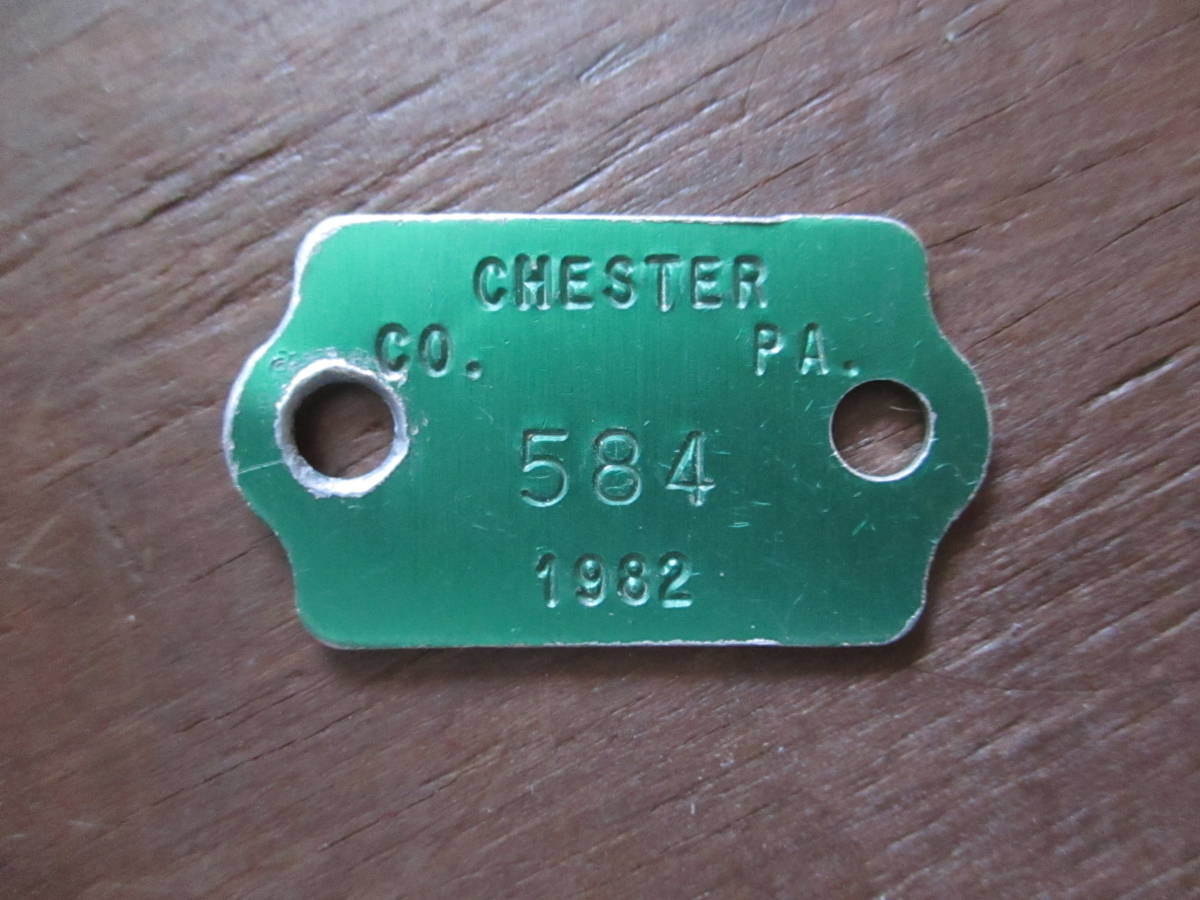 CHESTER
CO. PA.
584
1982